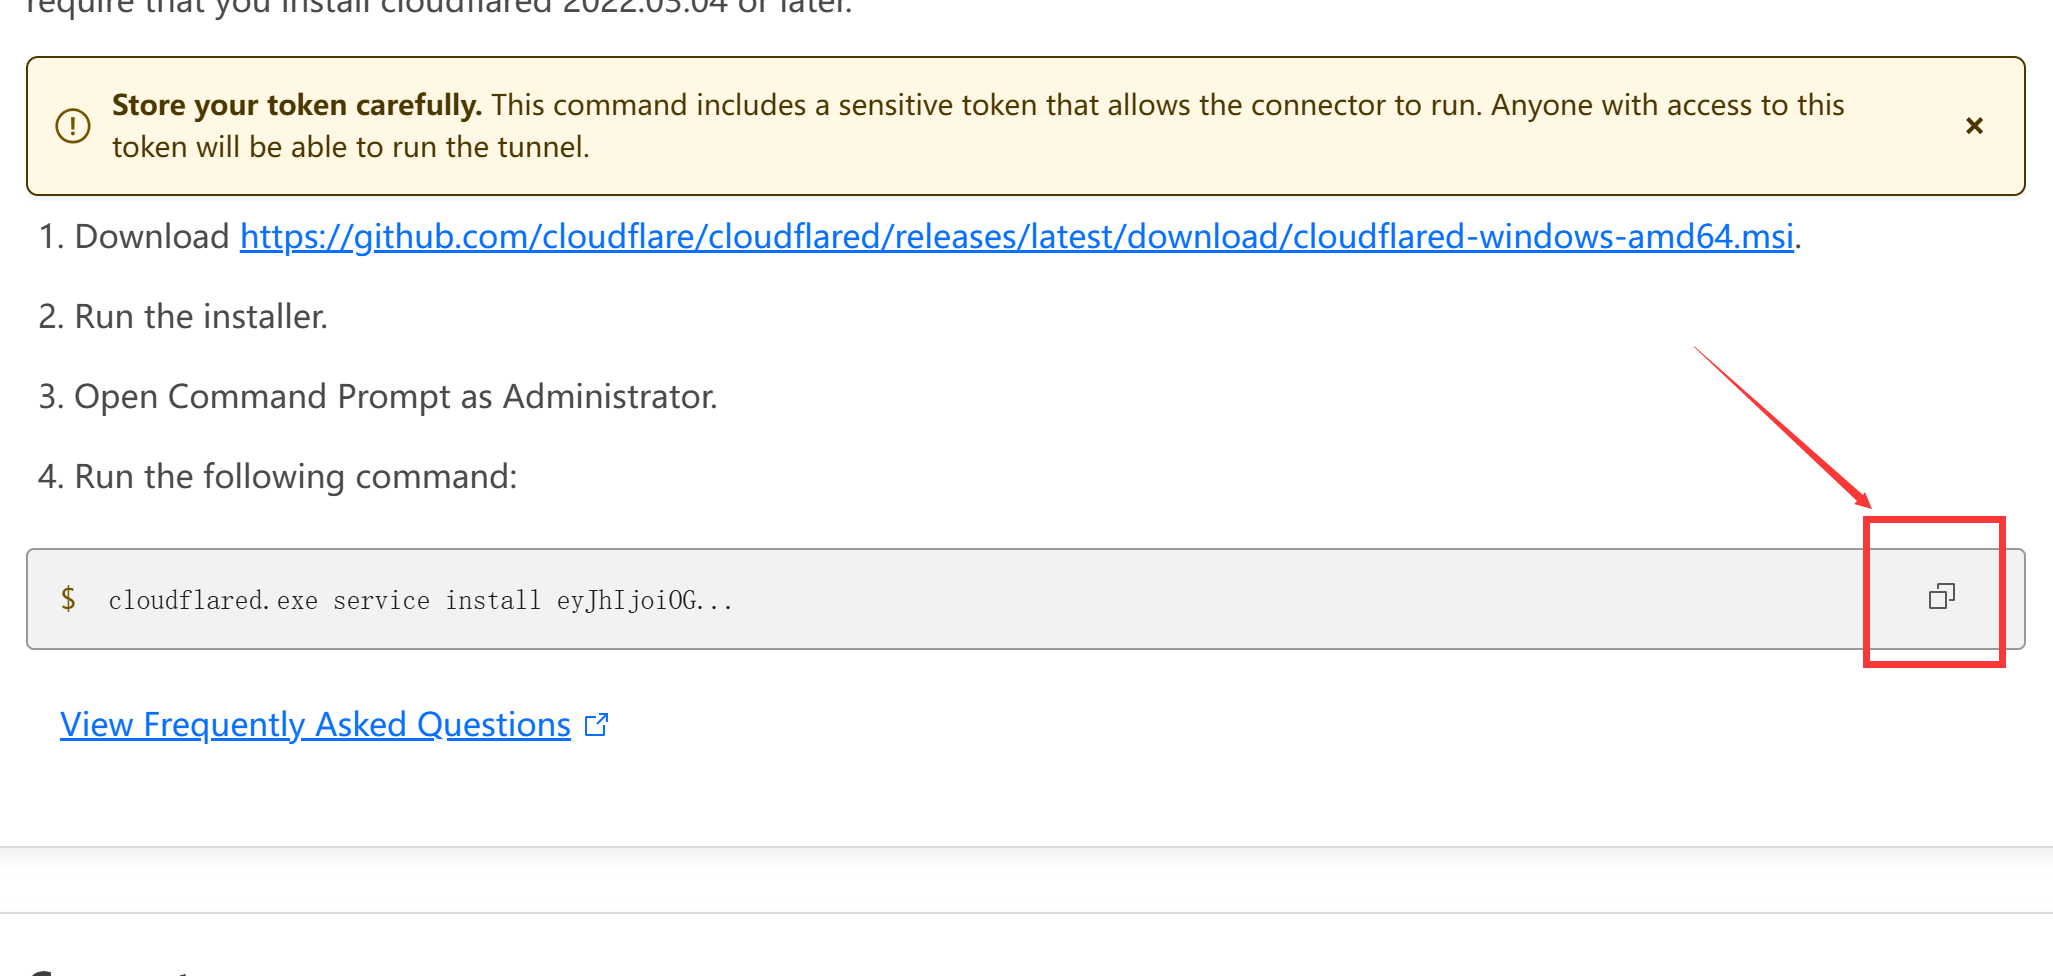 require that you install cloudflared 2022.03.04 or later.
Store your token carefully. This command includes a sensitive token that allows the connector to run. Anyone with access to this
token will be able to run the tunnel.
1. Download https://github.com/cloudflare/cloudflared/releases/latest/download/cloudflared-windows-amd64.msi.
2. Run the installer.
3. Open Command Prompt as Administrator.
4. Run the following command:
$ cloudflared.exe service install eyJhIjoiOG...
View Frequently Asked Questions